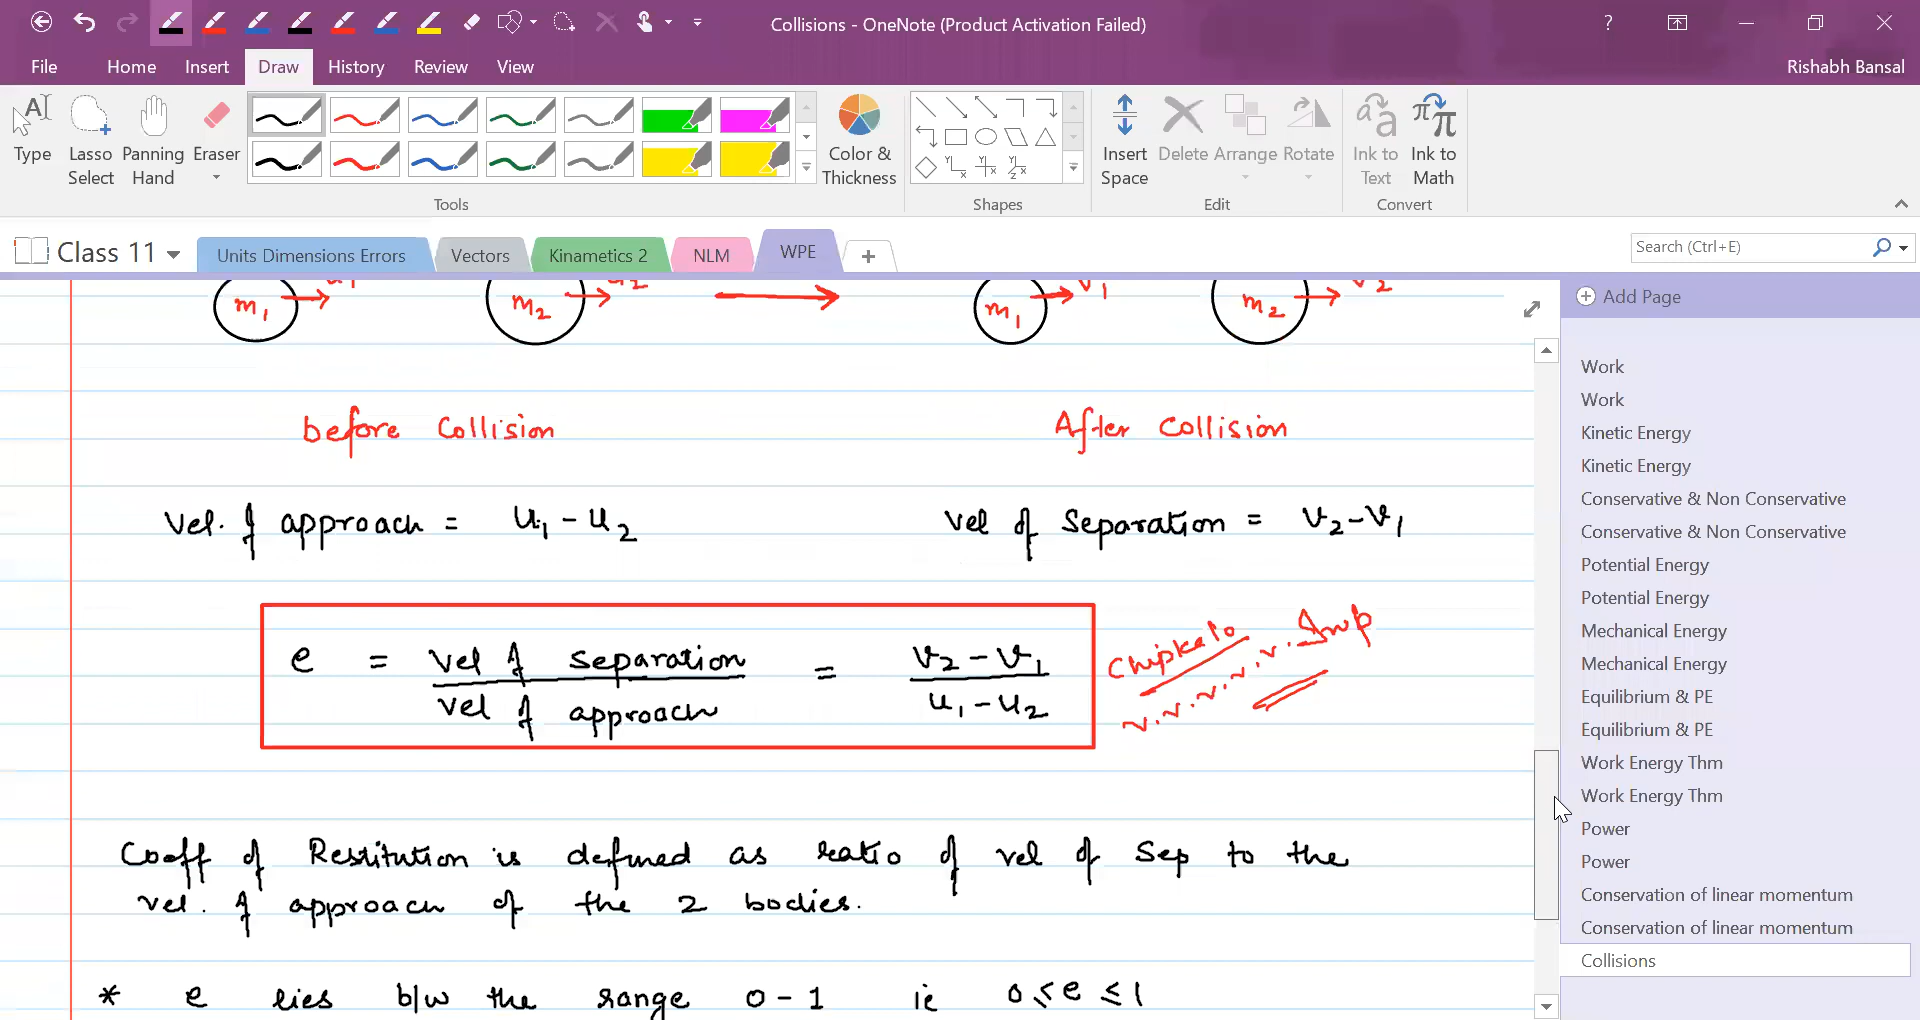 Collisions - OneNote (Product Activation Failed)
?
File Home Insert Draw History Review View
Rishabh Bansal
Type
Lasso Select
Panning Hand
Eraser
Color & Thickness
Insert Space
Delete
Arrange
Rotate
Ink to Text
Ink to Math
Tools
Shapes
Edit
Convert
Class 11
Units Dimensions Errors
Vectors
Kinametics 2
NLM
WPE
Search (Ctrl+E)
m₁ u₁ m₂ u₂ m₁ v₁ m₂ v₂
before Collision
After Collision
Vel. of approach = u₁ - u₂
Vel of Separation = v₂ - v₁
e = vel of separation / vel of approach = v₂ - v₁ / u₁ - u₂
Chipkalo
v.v.v.v.v. Imp
Coeff of Restitution is defined as ratio of vel of Sep to the
vel. of approach of the 2 bodies.
* e lies b/w the range 0 - 1 ie 0 ≤ e ≤ 1
Add Page
Work
Work
Kinetic Energy
Kinetic Energy
Conservative & Non Conservative
Conservative & Non Conservative
Potential Energy
Potential Energy
Mechanical Energy
Mechanical Energy
Equilibrium & PE
Equilibrium & PE
Work Energy Thm
Work Energy Thm
Power
Power
Conservation of linear momentum
Conservation of linear momentum
Collisions